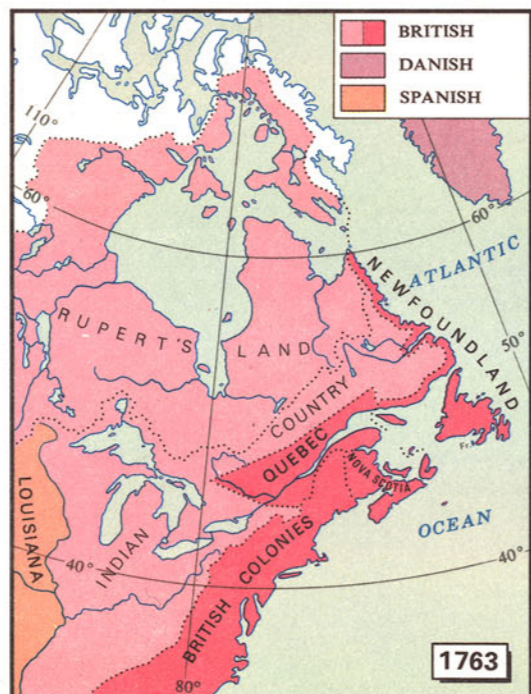 BRITISH
DANISH
SPANISH
110°
60°
60°
ATLANTIC
NEWFOUNDLAND
50°
RUPERT'S LAND
INDIAN COUNTRY
QUEBEC
Fr.
NOVA SCOTIA
LOUISIANA
OCEAN
40°
40°
BRITISH COLONIES
80°
1763